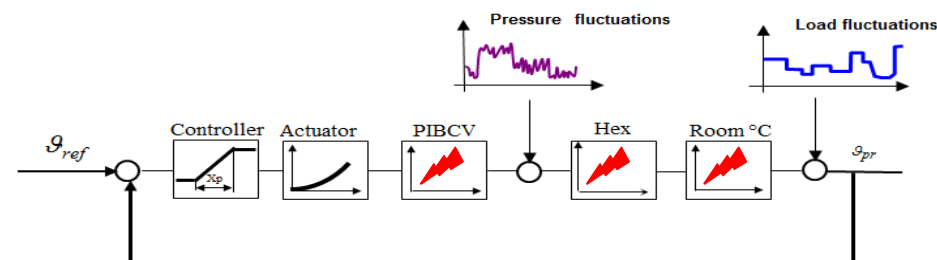 Pressure fluctuations
Load fluctuations
ϑref
Controller
Actuator
PIBCV
Hex
Room °C
ϑpr
Xp